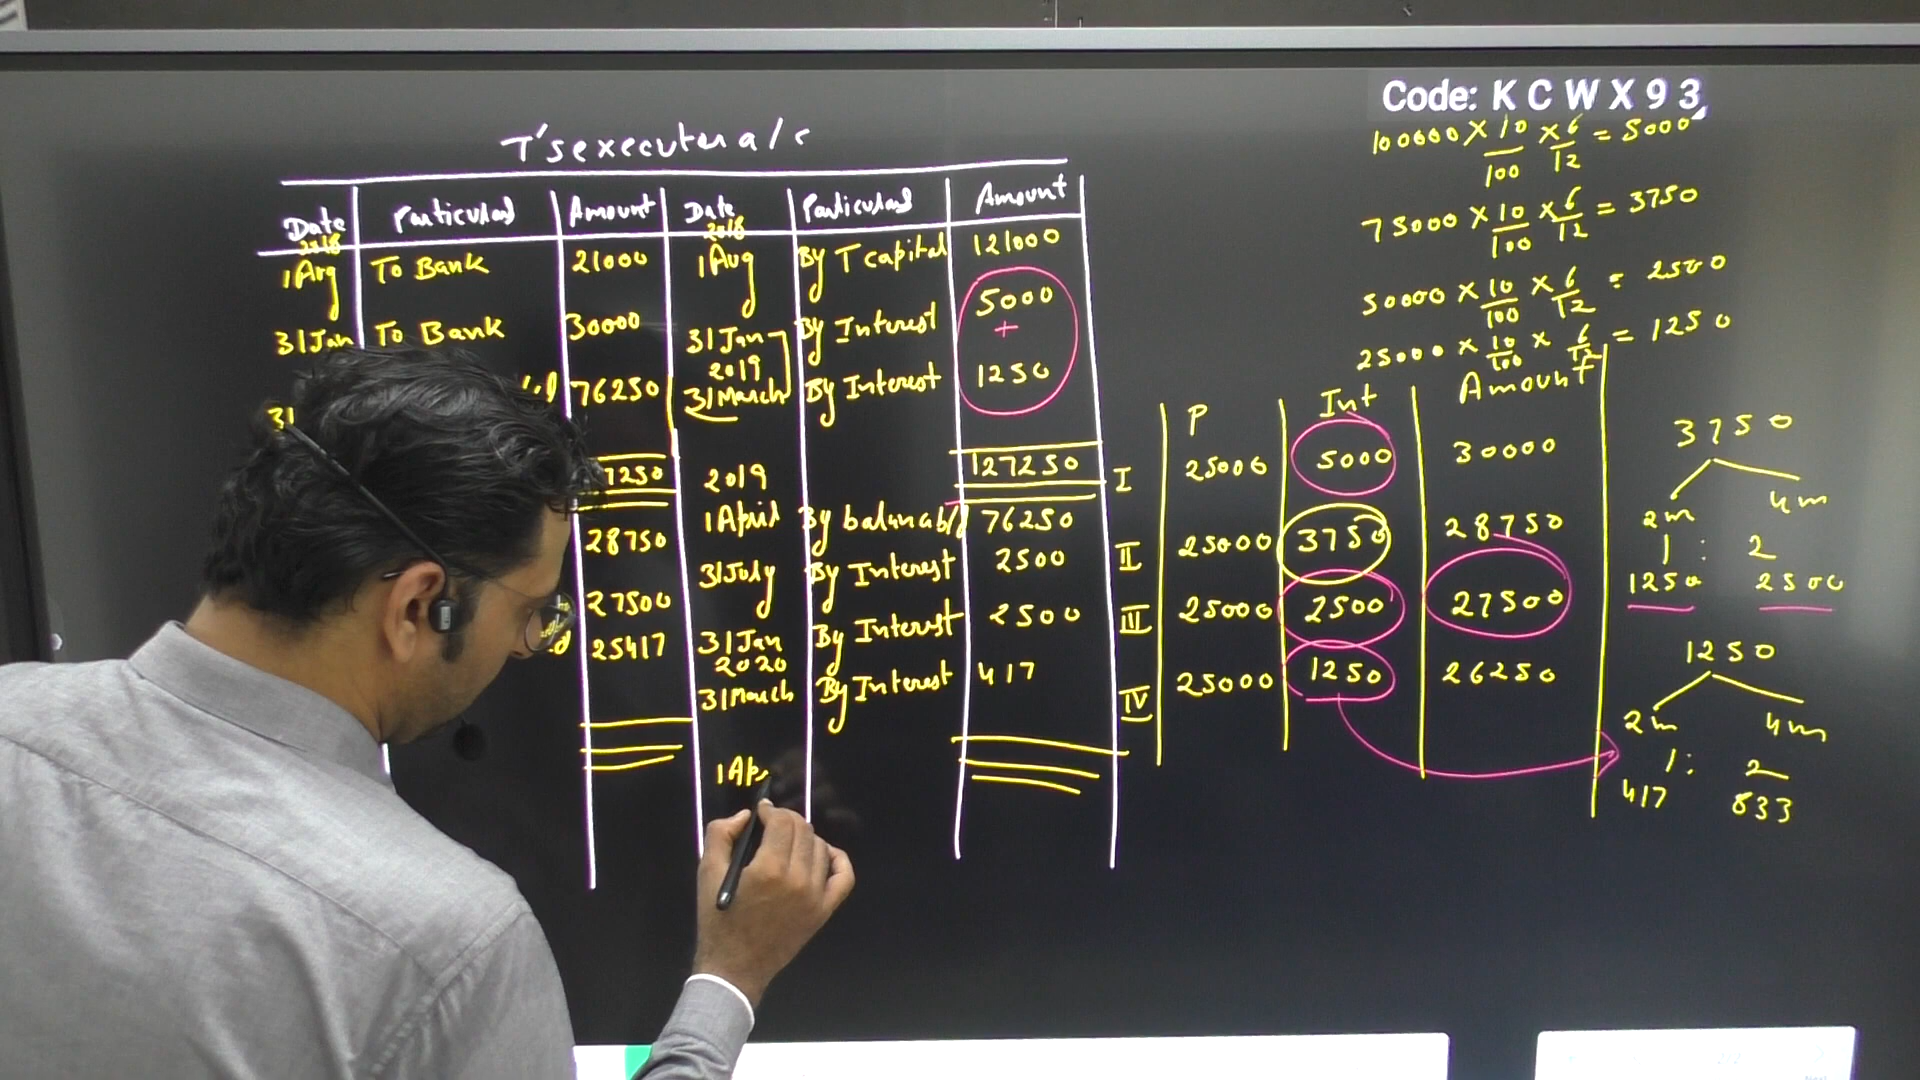 Code: K C W X 9 3
T's executer a/c
Date Particulars Amount Date Particulars Amount
2018 2018
1 Aug To Bank 21000 1 Aug By T capital 121000
31 Jan To Bank 30000 31 Jan By Interest 5000
+
2019
31 76250 31 March By Interest 1250
7250 2019 127250
28750 1 April By balance b/d 76250
31 July By Interest 2500
27500
25417 31 Jan By Interest 2500
2020
31 March By Interest 417
1 Ap
100000 × 10/100 × 6/12 = 5000
75000 × 10/100 × 6/12 = 3750
50000 × 10/100 × 6/12 = 2500
25000 × 10/100 × 6/12 = 1250
P Int Amount
I 25000 5000 30000
II 25000 3750 28750
III 25000 2500 27500
IV 25000 1250 26250
3750
2m 4m
1 : 2
1250 2500
1250
2m 4m
1 : 2
417 833